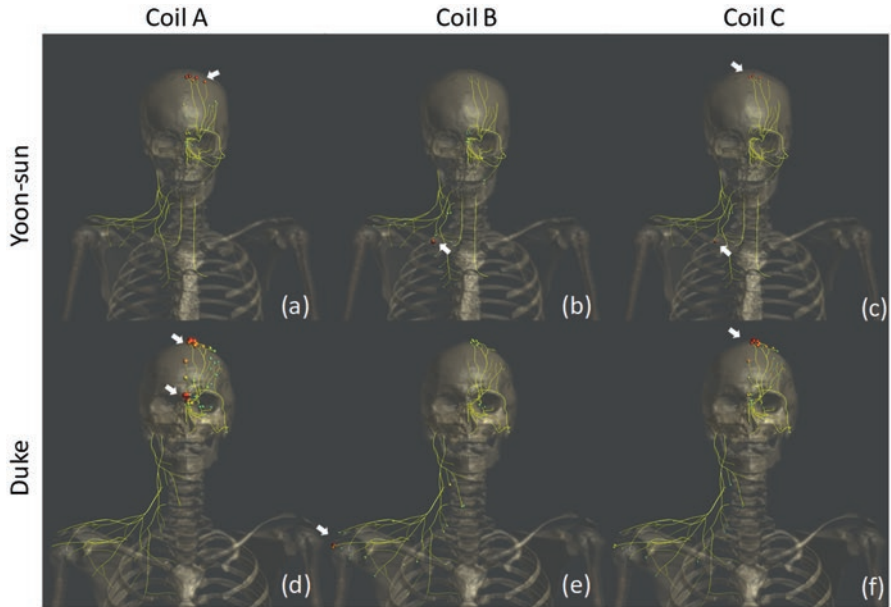 Coil A Coil B Coil C
Yoon-sun
(a) (b) (c)
Duke
(d) (e) (f)